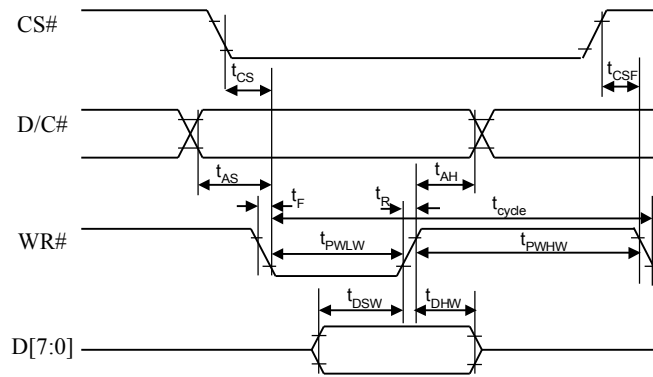 CS#
tCS
tCSF
D/C#
tAS
tAH
tF
tR
tcycle
WR#
tPWLW
tPWHW
tDSW
tDHW
D[7:0]